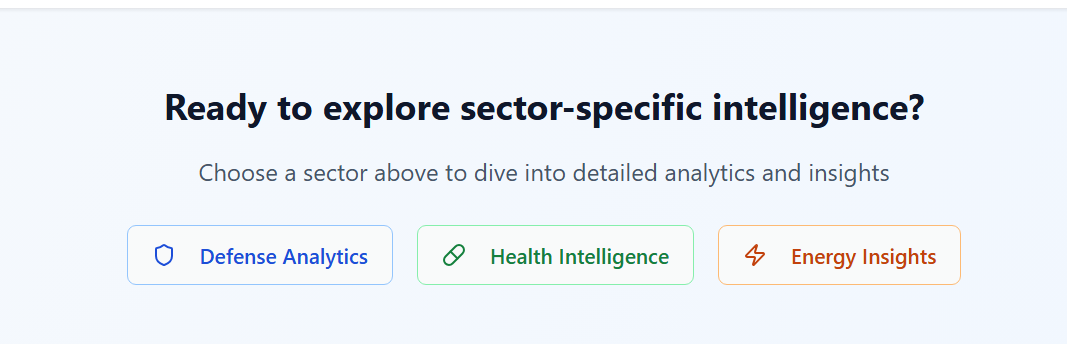 Ready to explore sector-specific intelligence?
Choose a sector above to dive into detailed analytics and insights
Defense Analytics
Health Intelligence
Energy Insights